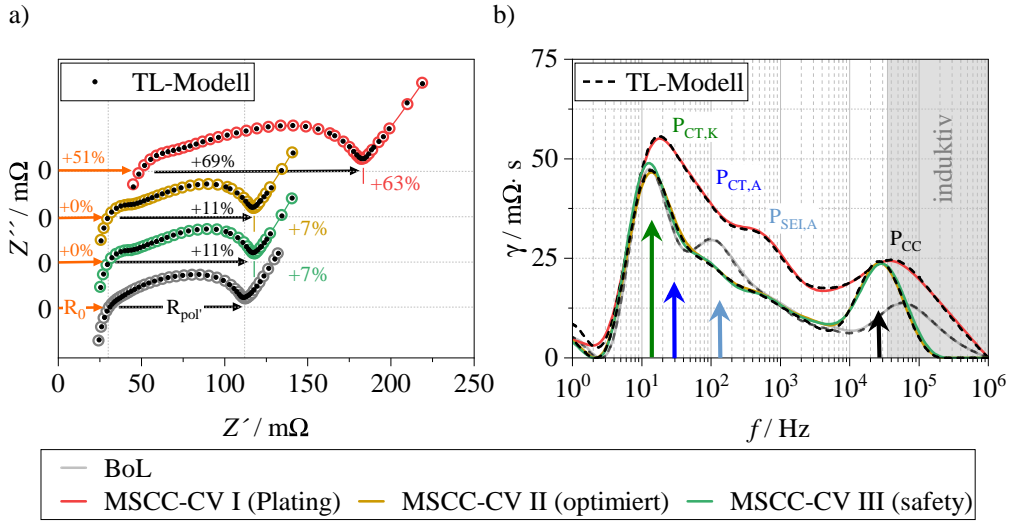 a)
TL-Modell
Z´´ / mΩ
0
0
0
0
+51%
+69%
+63%
+0%
+11%
+7%
+0%
+11%
+7%
R0
Rpol'
0 50 100 150 200 250
Z´ / mΩ
b)
TL-Modell
γ / mΩ· s
75
50
25
0
PCT,K
PCT,A
PSEI,A
PCC
induktiv
10^0 10^1 10^2 10^3 10^4 10^5 10^6
f / Hz
BoL
MSCC-CV I (Plating) MSCC-CV II (optimiert) MSCC-CV III (safety)